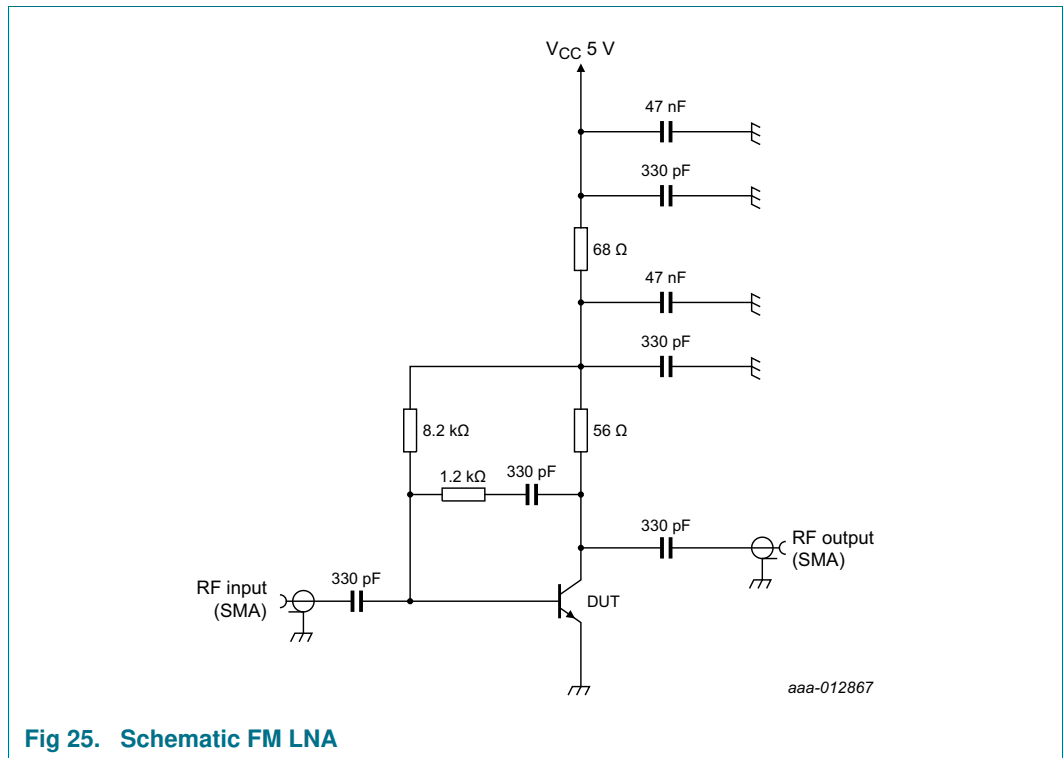 VCC 5 V
47 nF
330 pF
68 Ω
47 nF
330 pF
8.2 kΩ
56 Ω
1.2 kΩ
330 pF
330 pF
RF output
(SMA)
330 pF
RF input
(SMA)
DUT
aaa-012867
Fig 25. Schematic FM LNA